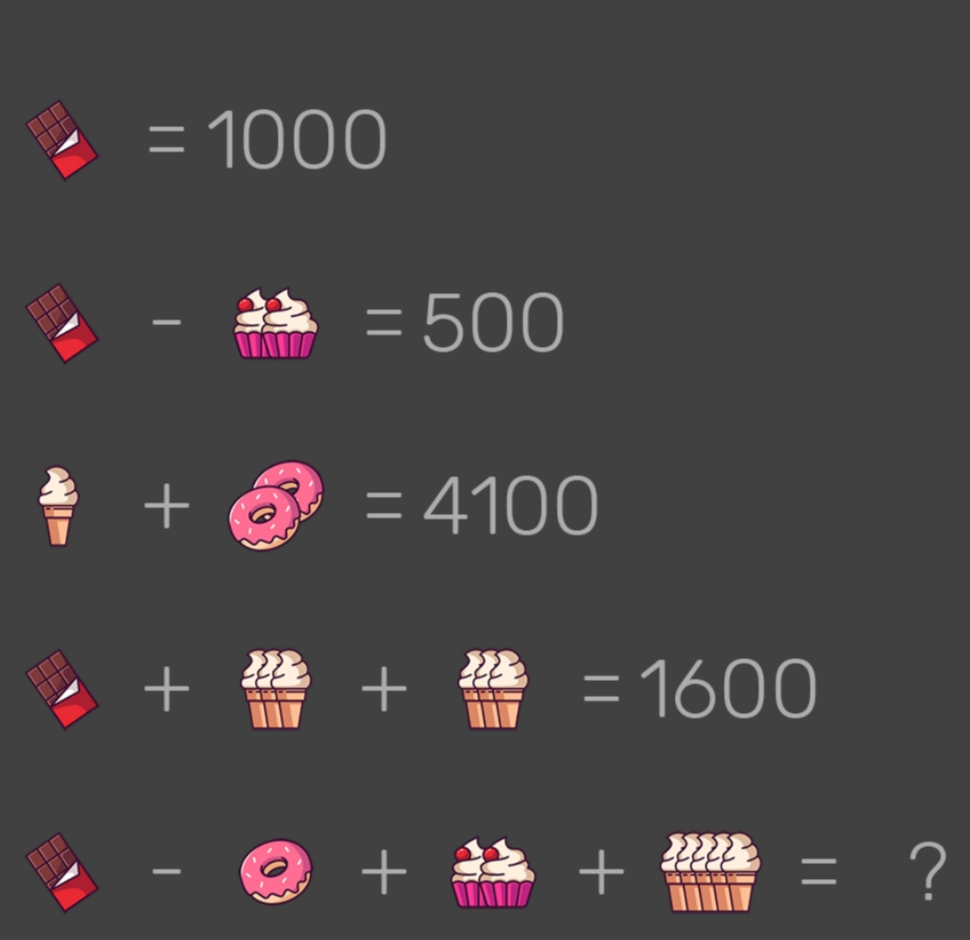 = 1000
- = 500
+ = 4100
+ + = 1600
- + + = ?